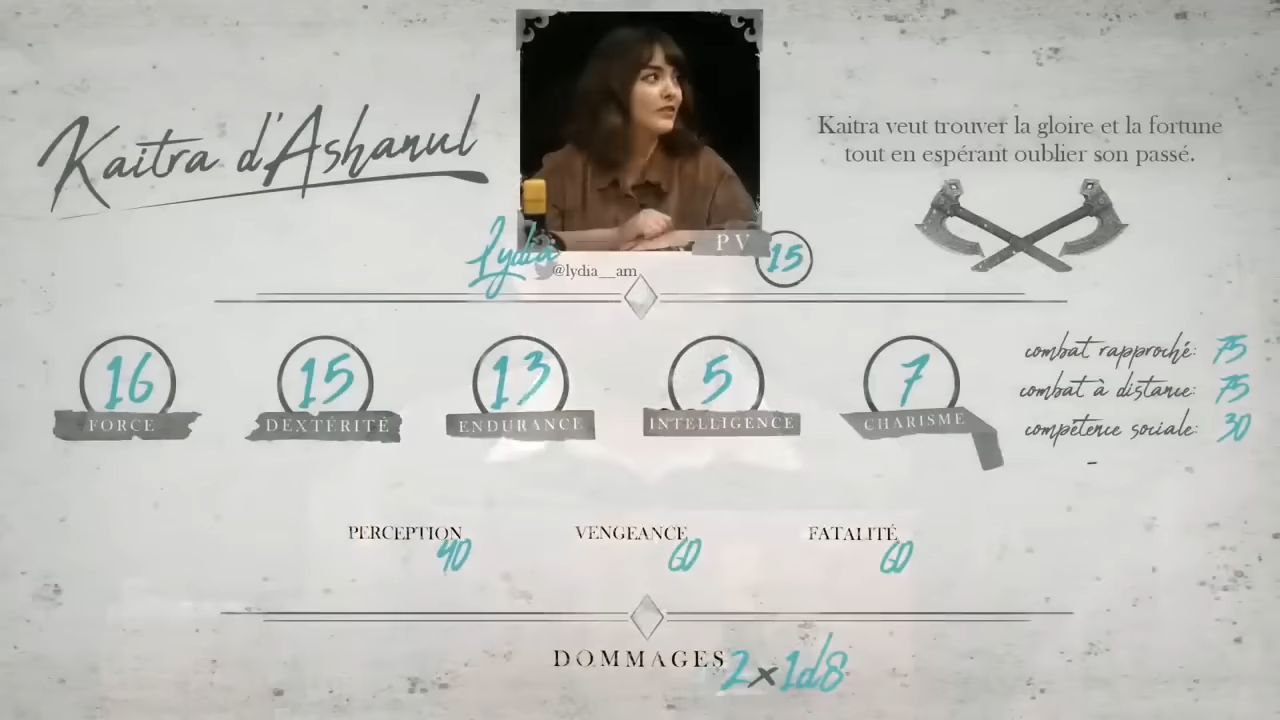 Kaitra d'Ashanul
Kaitra veut trouver la gloire et la fortune
tout en espérant oublier son passé.
PV 15
Lydia
@lydia__am
16
FORCE
15
DEXTÉRITÉ
13
ENDURANCE
5
INTELLIGENCE
7
CHARISME
combat rapproché: 75
combat à distance: 75
compétence sociale: 30
-
PERCEPTION
40
VENGEANCE
60
FATALITÉ
60
DOMMAGES 2x1d8